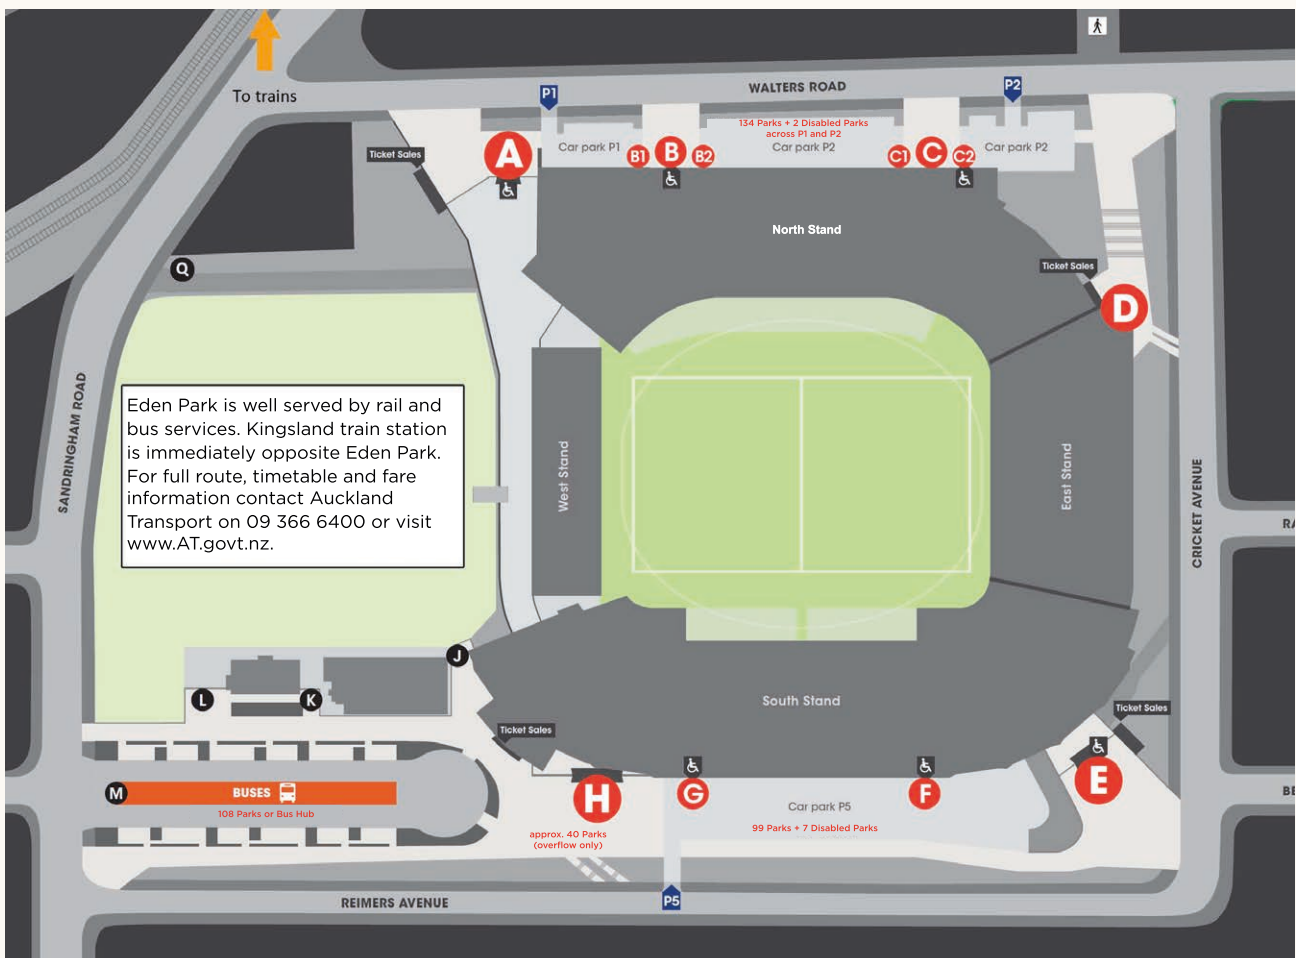 To trains
WALTERS ROAD
P1
P2
Ticket Sales
A
Car park P1
B1
B
B2
134 Parks + 2 Disabled Parks
across P1 and P2
Car park P2
C1
C
C2
Car park P2
North Stand
Q
Ticket Sales
D
SANDRINGHAM ROAD
Eden Park is well served by rail and
bus services. Kingsland train station
is immediately opposite Eden Park.
For full route, timetable and fare
information contact Auckland
Transport on 09 366 6400 or visit
www.AT.govt.nz.
West Stand
East Stand
CRICKET AVENUE
RA
J
L
K
South Stand
Ticket Sales
Ticket Sales
M
BUSES
108 Parks or Bus Hub
H
approx. 40 Parks
(overflow only)
G
F
E
Car park P5
99 Parks + 7 Disabled Parks
BE
REIMERS AVENUE
P5